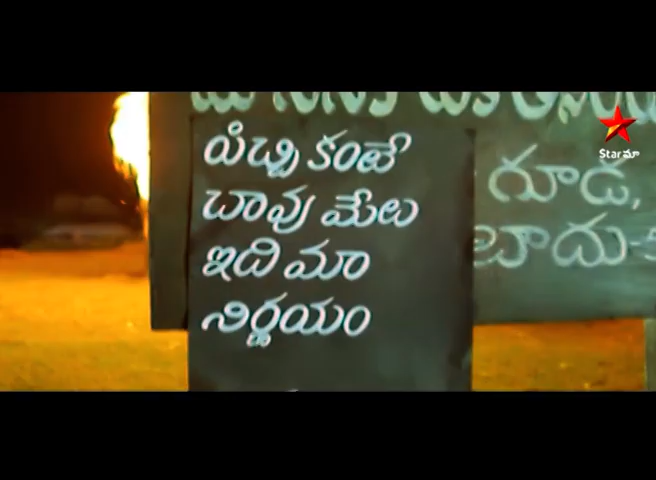 పిచ్చి కంటే
చావు మేలు
ఇది మా
నిర్ణయం
గూడ,
Star మా